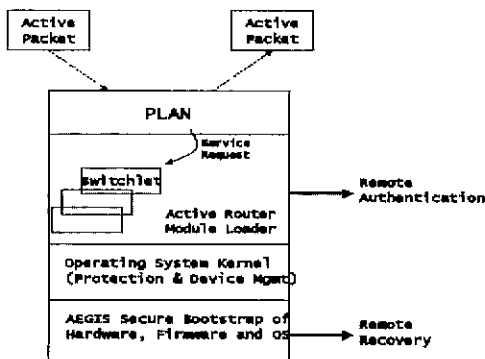 Active
Packet
Active
Packet
PLAN
Service
Request
Switchlet
Active Router
Module Loader
Remote
Authentication
Operating System Kernel
(Protection & Device Mgmt)
AEGIS Secure Bootstrap of
Hardware, Firmware and OS
Remote
Recovery